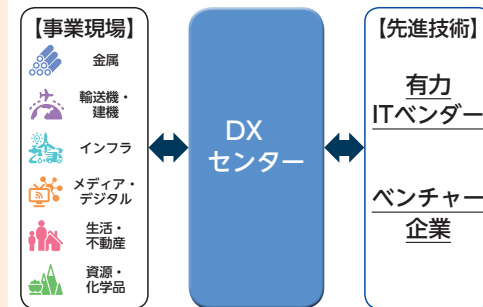 【事業現場】
金属
輸送機・
建機
インフラ
メディア・
デジタル
生活・
不動産
資源・
化学品
DX
センター
【先進技術】
有力
ITベンダー
ベンチャー
企業